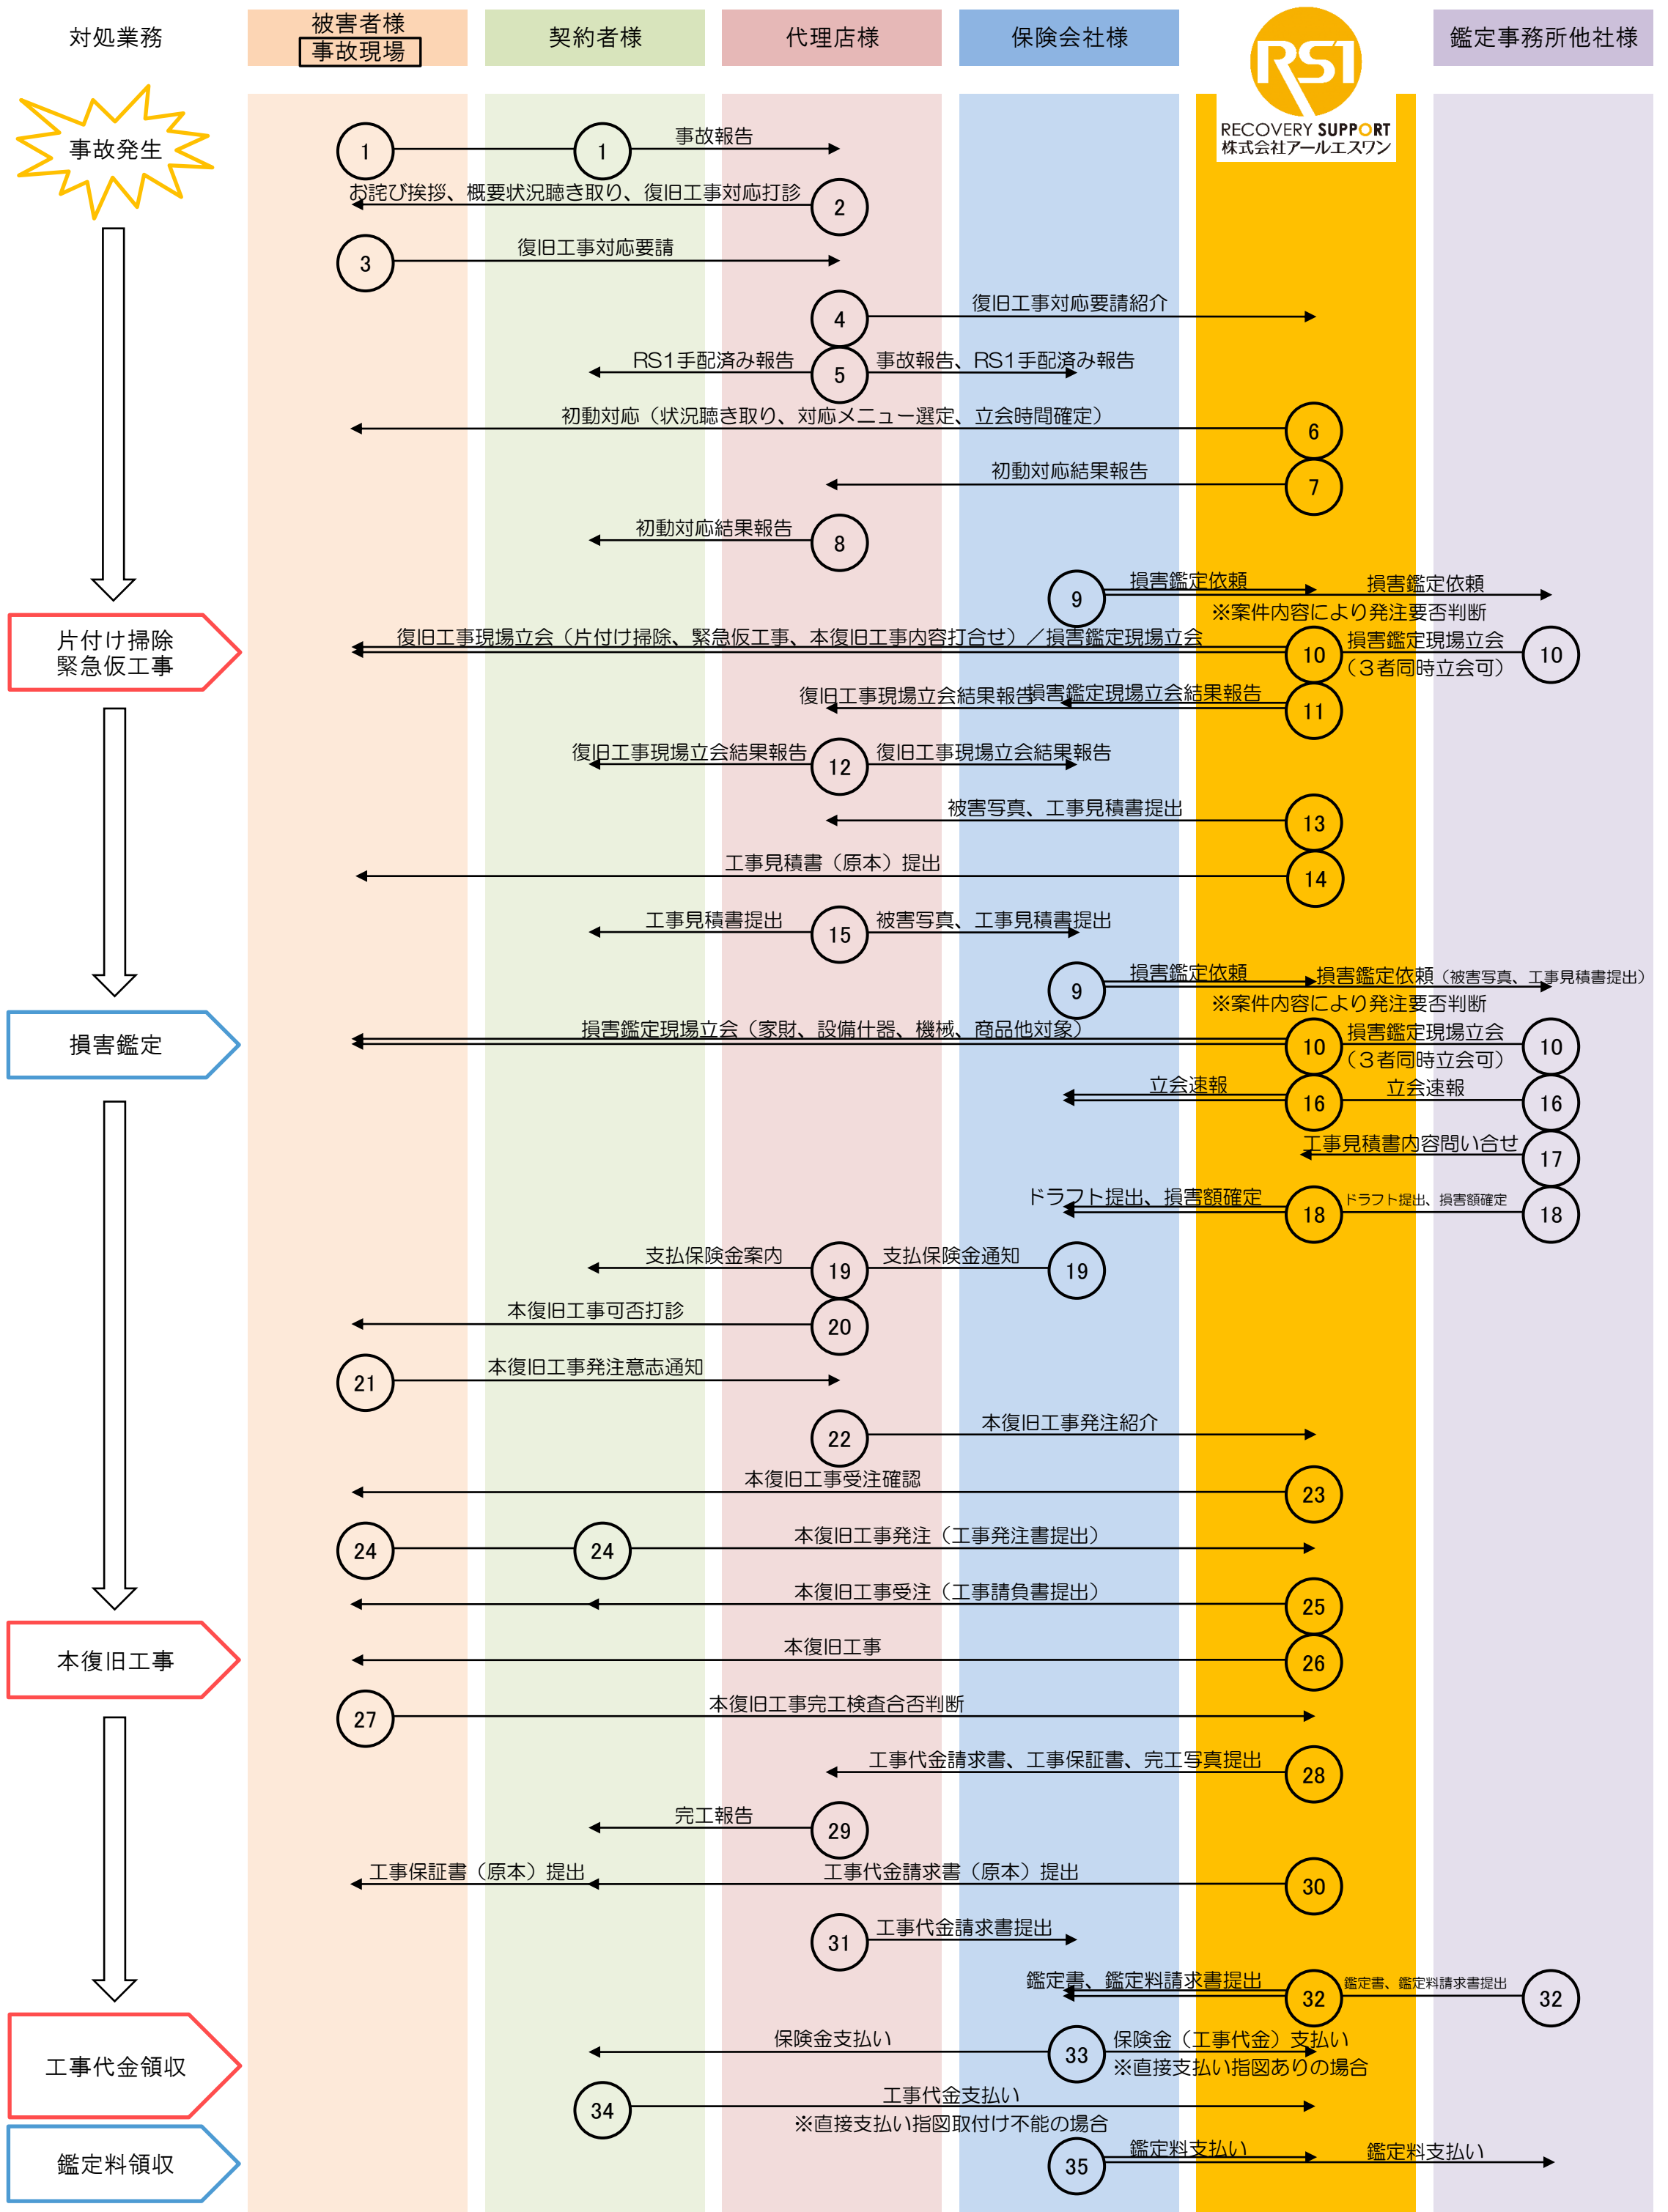 対処業務
被害者様
事故現場
契約者様
代理店様
保険会社様
RS1
RECOVERY SUPPORT
株式会社アールエスワン
鑑定事務所他社様
事故発生
1
1
事故報告
お詫び挨拶、概要状況聴き取り、復旧工事対応打診
2
3
復旧工事対応要請
4
復旧工事対応要請紹介
RS1手配済み報告
5
事故報告、RS1手配済み報告
初動対応（状況聴き取り、対応メニュー選定、立会時間確定）
6
初動対応結果報告
7
初動対応結果報告
8
9
損害鑑定依頼
損害鑑定依頼
※案件内容により発注要否判断
片付け掃除
緊急仮工事
復旧工事現場立会（片付け掃除、緊急仮工事、本復旧工事内容打合せ）／損害鑑定現場立会
10
損害鑑定現場立会
（3者同時立会可）
10
復旧工事現場立会結果報告
損害鑑定現場立会結果報告
11
復旧工事現場立会結果報告
12
復旧工事現場立会結果報告
被害写真、工事見積書提出
13
工事見積書（原本）提出
14
工事見積書提出
15
被害写真、工事見積書提出
9
損害鑑定依頼
損害鑑定依頼（被害写真、工事見積書提出）
※案件内容により発注要否判断
損害鑑定
損害鑑定現場立会（家財、設備什器、機械、商品他対象）
10
損害鑑定現場立会
（3者同時立会可）
10
立会速報
16
立会速報
16
工事見積書内容問い合せ
17
ドラフト提出、損害額確定
18
ドラフト提出、損害額確定
18
支払保険金案内
19
支払保険金通知
19
本復旧工事可否打診
20
21
本復旧工事発注意志通知
22
本復旧工事発注紹介
本復旧工事受注確認
23
24
24
本復旧工事発注（工事発注書提出）
本復旧工事受注（工事請負書提出）
25
本復旧工事
本復旧工事
26
27
本復旧工事完工検査合否判断
工事代金請求書、工事保証書、完工写真提出
28
完工報告
29
工事保証書（原本）提出
工事代金請求書（原本）提出
30
31
工事代金請求書提出
鑑定書、鑑定料請求書提出
32
鑑定書、鑑定料請求書提出
32
工事代金領収
保険金支払い
33
保険金（工事代金）支払い
※直接支払い指図ありの場合
34
工事代金支払い
※直接支払い指図取付け不能の場合
鑑定料領収
35
鑑定料支払い
鑑定料支払い